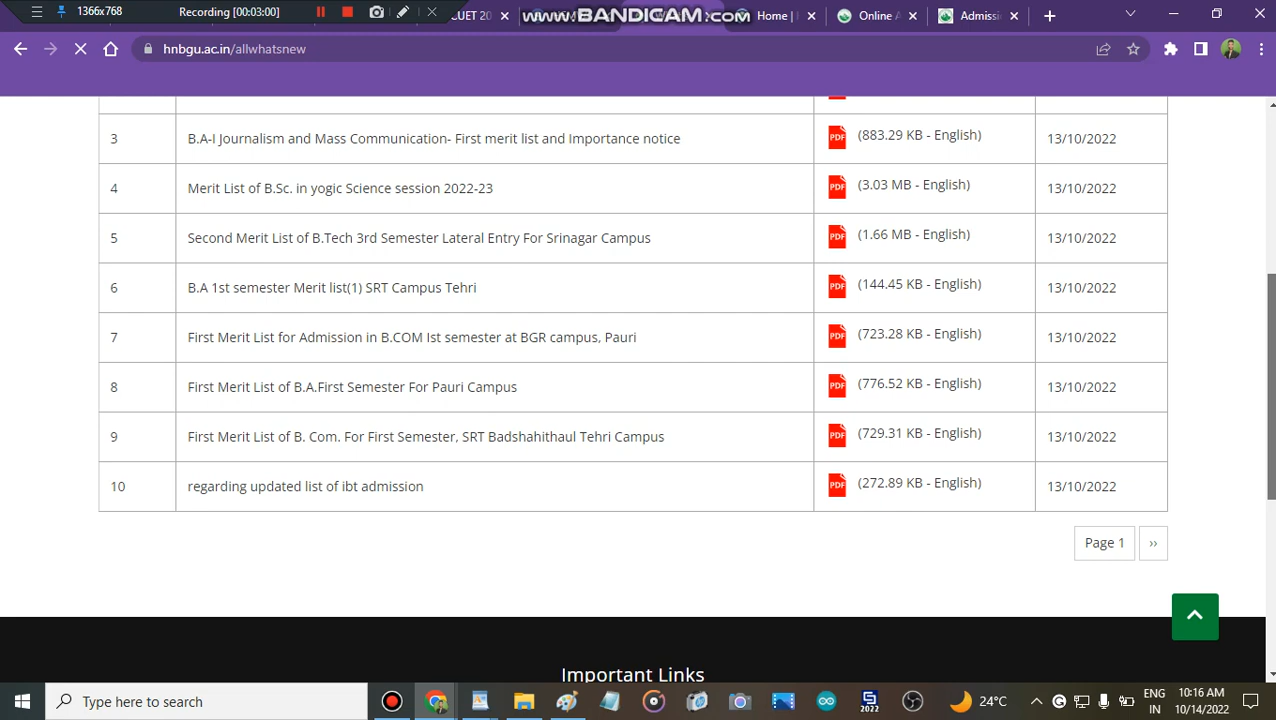 1366x768 Recording [00:03:00]
www.BANDICAM.com
CUET 20
Home |
Online A
Admissi
hnbgu.ac.in/allwhatsnew
3 B.A-I Journalism and Mass Communication- First merit list and Importance notice (883.29 KB - English) 13/10/2022
4 Merit List of B.Sc. in yogic Science session 2022-23 (3.03 MB - English) 13/10/2022
5 Second Merit List of B.Tech 3rd Semester Lateral Entry For Srinagar Campus (1.66 MB - English) 13/10/2022
6 B.A 1st semester Merit list(1) SRT Campus Tehri (144.45 KB - English) 13/10/2022
7 First Merit List for Admission in B.COM Ist semester at BGR campus, Pauri (723.28 KB - English) 13/10/2022
8 First Merit List of B.A.First Semester For Pauri Campus (776.52 KB - English) 13/10/2022
9 First Merit List of B. Com. For First Semester, SRT Badshahithaul Tehri Campus (729.31 KB - English) 13/10/2022
10 regarding updated list of ibt admission (272.89 KB - English) 13/10/2022
Page 1 ››
Important Links
Type here to search
24°C
ENG
IN
10:16 AM
10/14/2022